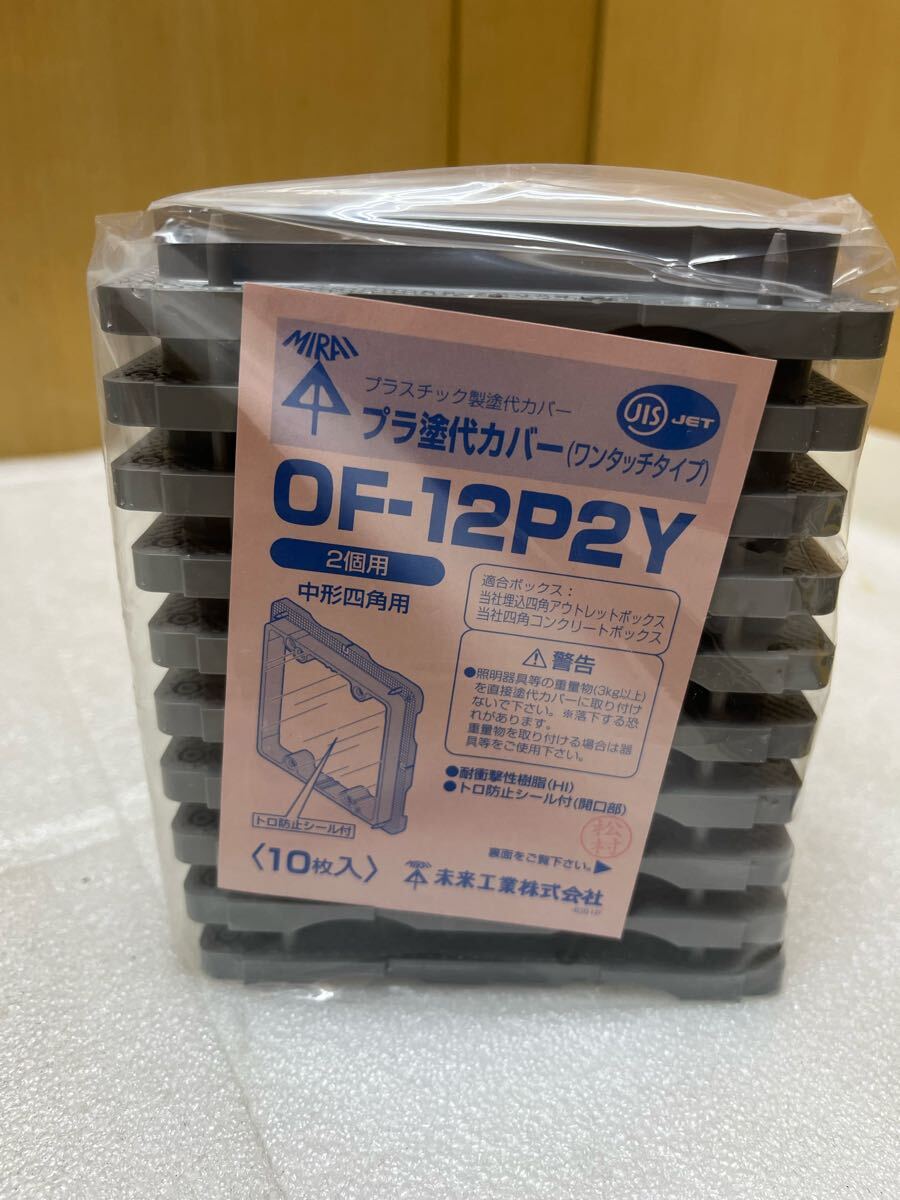 MIRAI
プラスチック製塗代カバー
プラ塗代カバー(ワンタッチタイプ)
JIS JET
OF-12P2Y
2個用
中形四角用
適合ボックス:
当社埋込四角アウトレットボックス
当社四角コンクリートボックス
警告
●照明器具等の重量物(3kg以上)
を直接塗代カバーに取り付け
ないで下さい。※落下する恐
れがあります。
重量物を取り付ける場合は器
具等をご使用下さい。
●耐衝撃性樹脂(HI)
●トロ防止シール付(開口部)
トロ防止シール付
松村
裏面をご覧下さい。▶
〈10枚入〉
MIRAI 未来工業株式会社